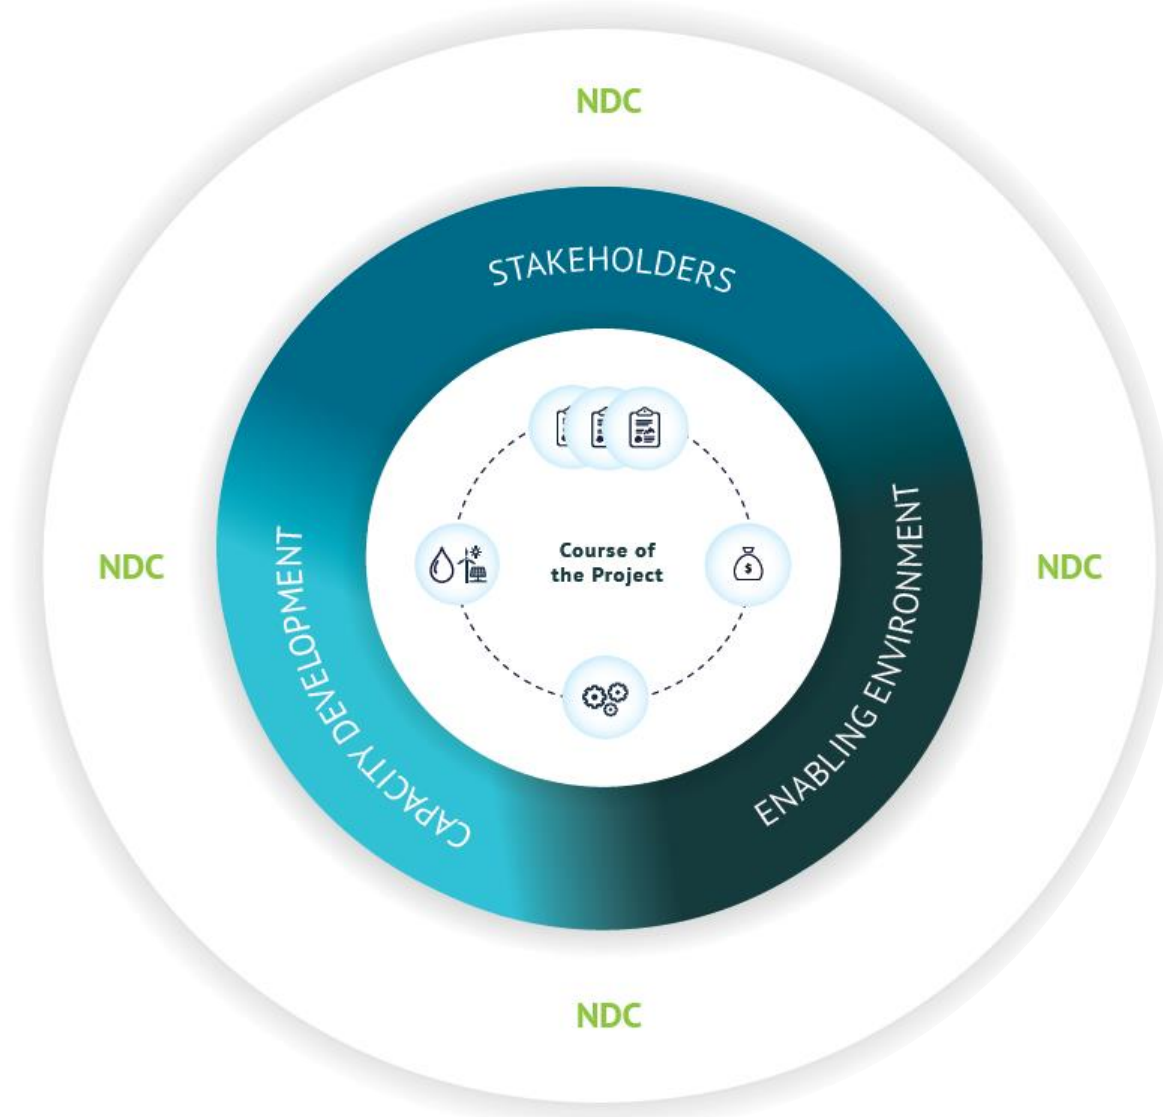 NDC
STAKEHOLDERS
NDC
CAPACITY DEVELOPMENT
Course of
the Project
$
ENABLING ENVIRONMENT
NDC
NDC